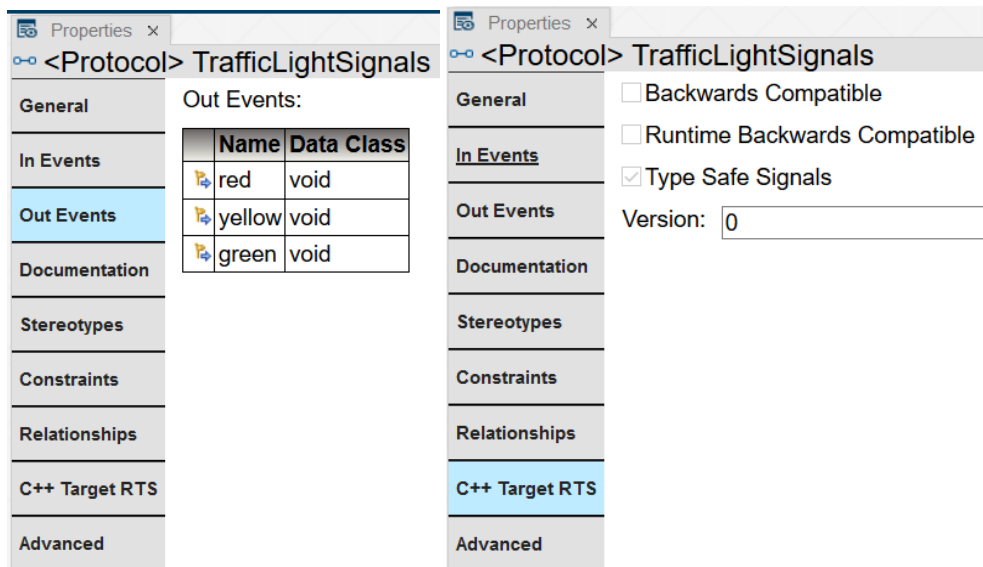 Properties ×
<Protocol> TrafficLightSignals
General
In Events
Out Events
Documentation
Stereotypes
Constraints
Relationships
C++ Target RTS
Advanced
Out Events:
Name Data Class
red void
yellow void
green void
Properties ×
<Protocol> TrafficLightSignals
General
In Events
Out Events
Documentation
Stereotypes
Constraints
Relationships
C++ Target RTS
Advanced
Backwards Compatible
Runtime Backwards Compatible
Type Safe Signals
Version: 0